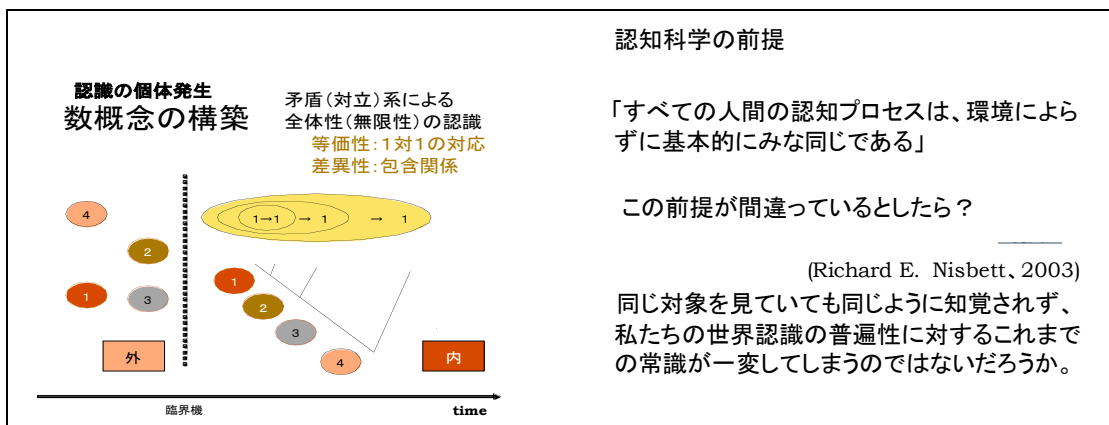 認識の個体発生
数概念の構築
矛盾(対立)系による
全体性(無限性)の認識
等価性:1対1の対応
差異性:包含関係
4
2
1
3
1→1 → 1 → 1
1
2
3
4
外
内
臨界機
time
認知科学の前提
「すべての人間の認知プロセスは、環境によら
ずに基本的にみな同じである」
この前提が間違っているとしたら?
(Richard E. Nisbett、2003)
同じ対象を見ていても同じように知覚されず、
私たちの世界認識の普遍性に対するこれまで
の常識が一変してしまうのではないだろうか。